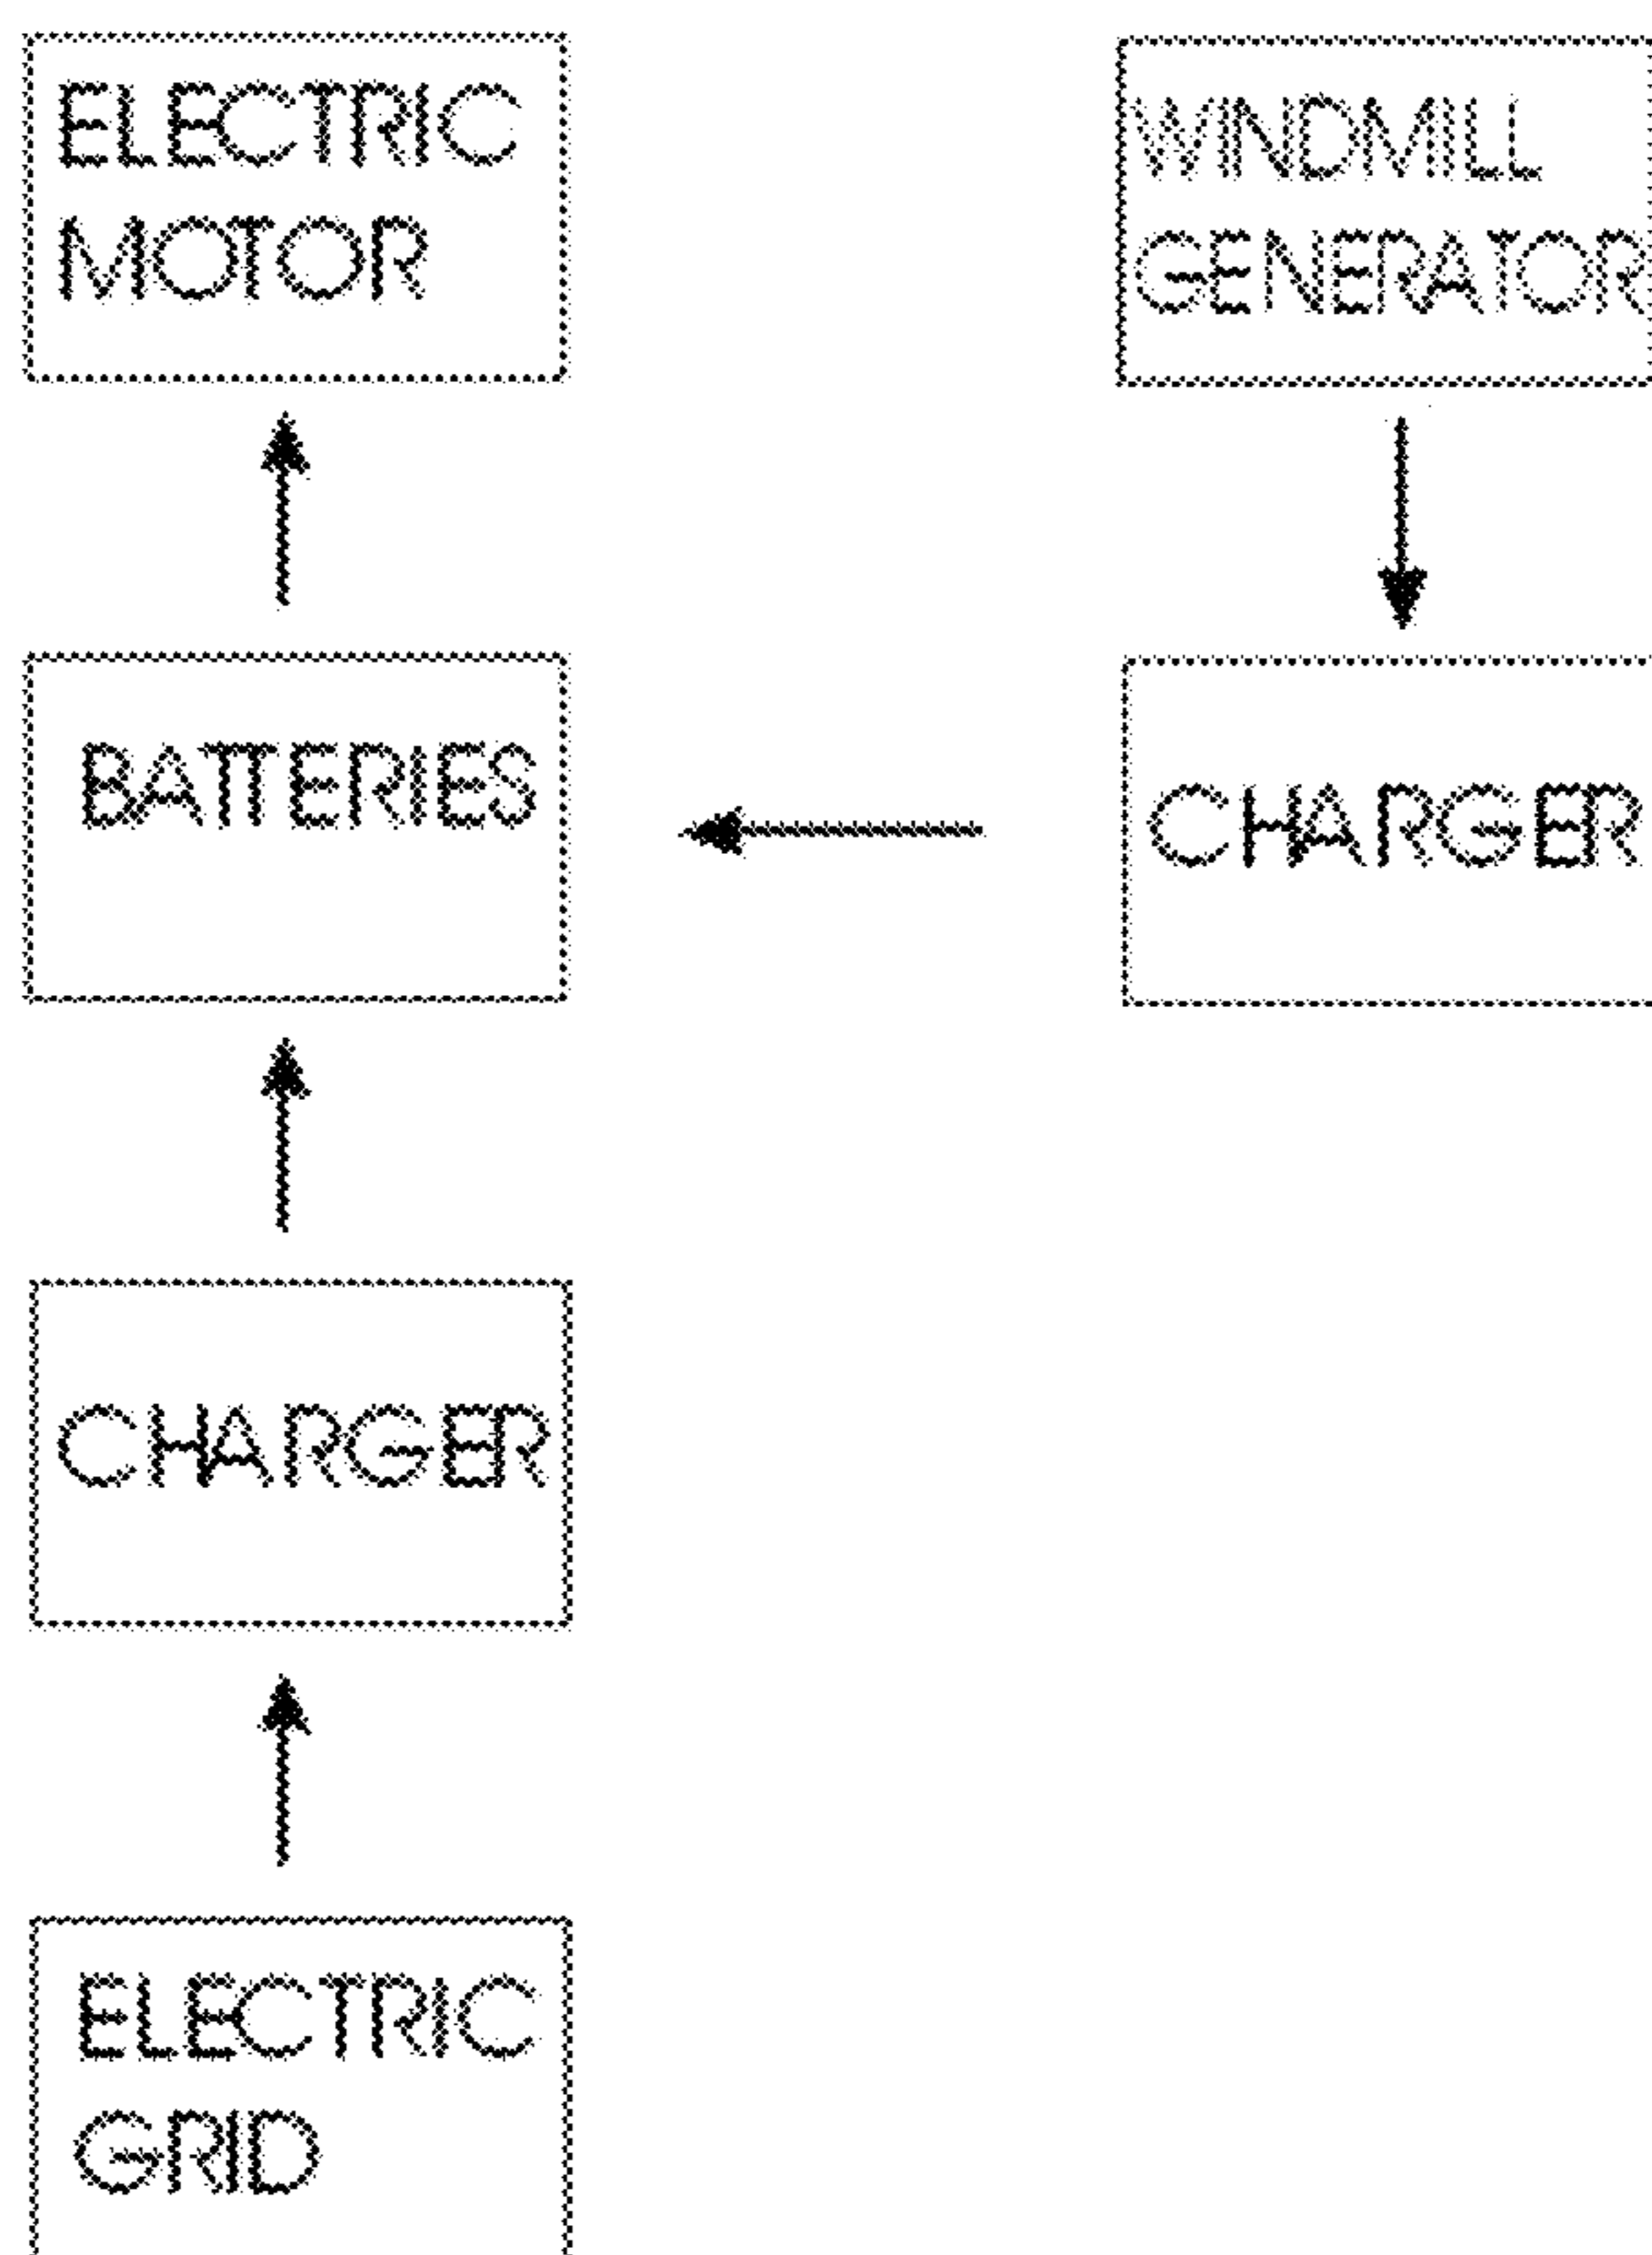 ELECTRIC
MOTOR
WINDMILL
GENERATOR
BATTERIES
CHARGER
CHARGER
ELECTRIC
GRID